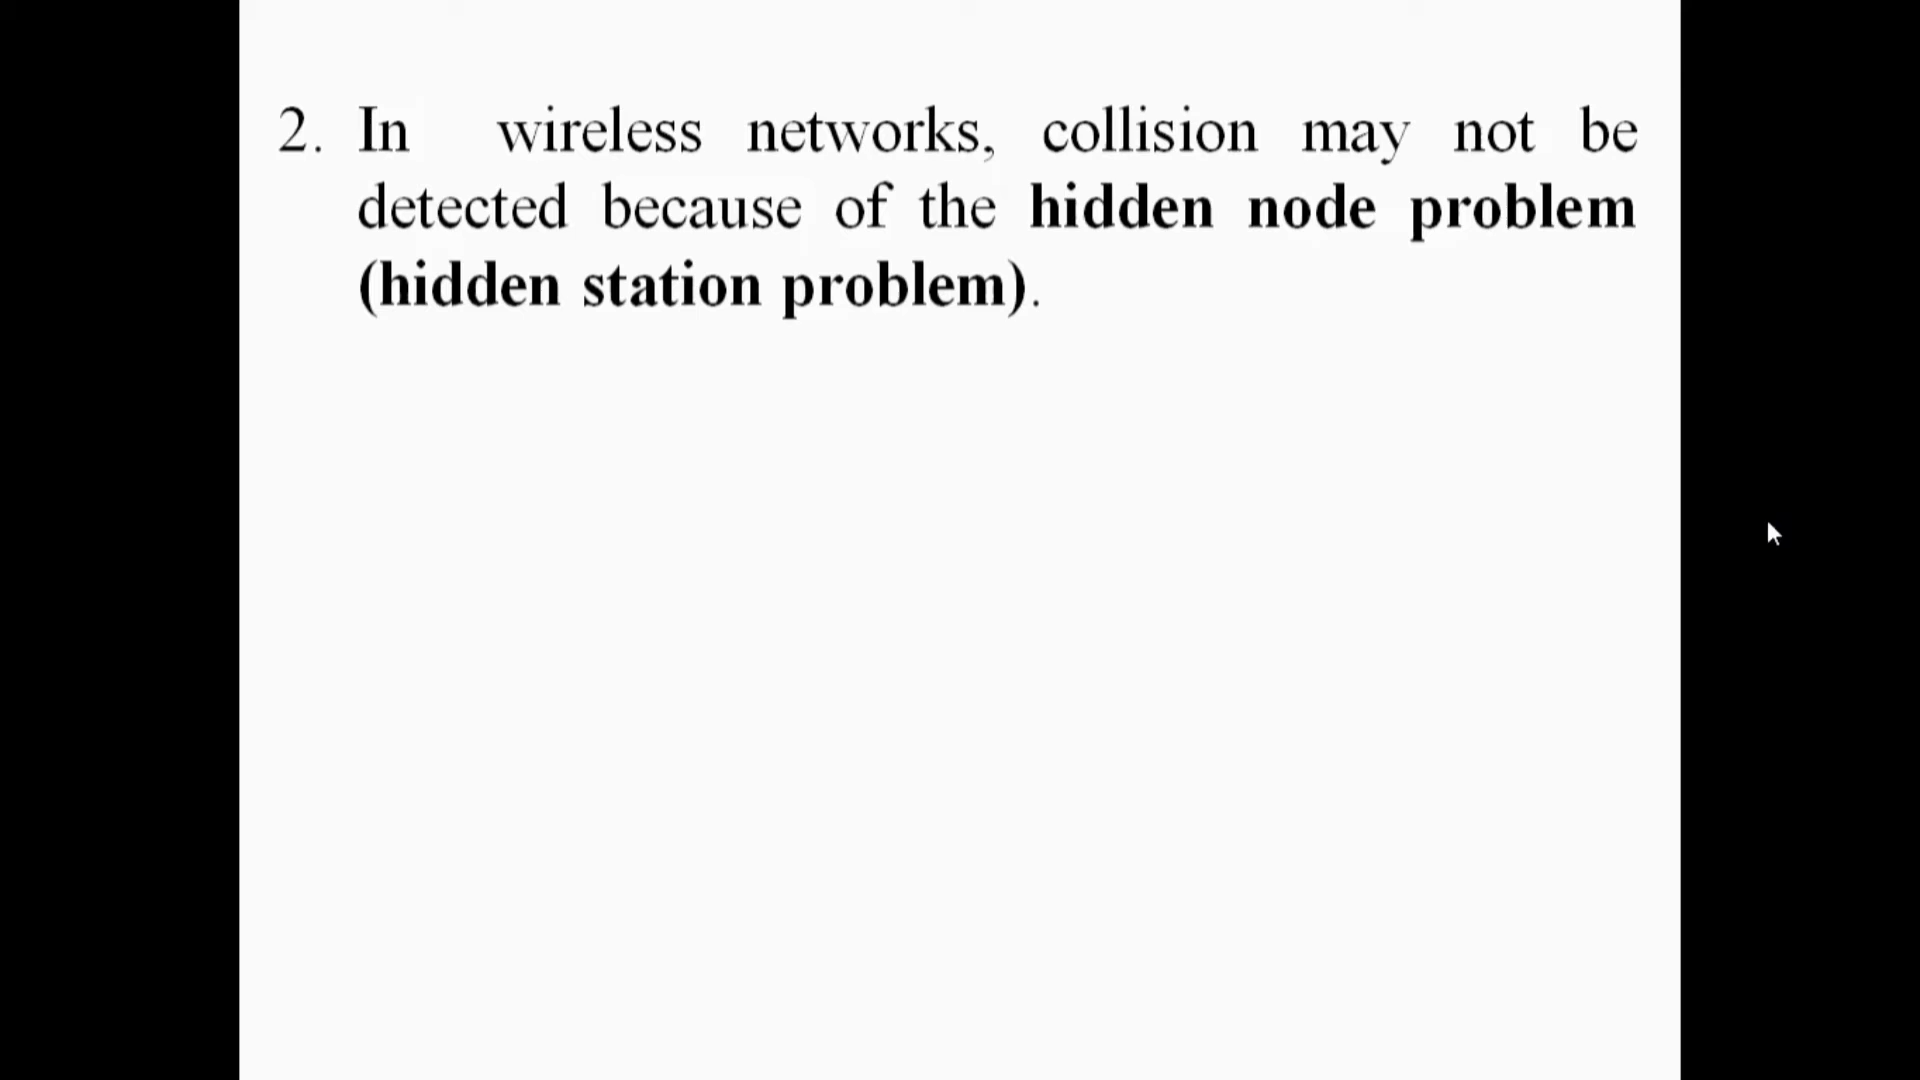 2. In wireless networks, collision may not be
detected because of the hidden node problem
(hidden station problem).